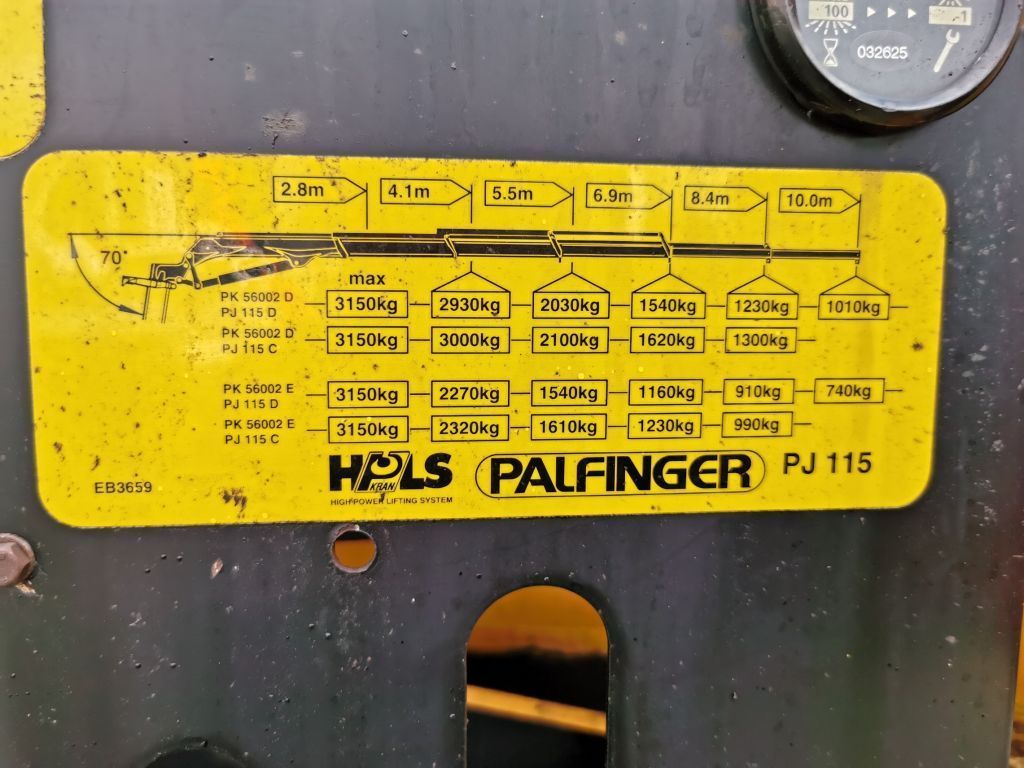 100 -1
032625
2.8m 4.1m 5.5m 6.9m 8.4m 10.0m
70°
max
PK 56002 D
PJ 115 D 3150kg 2930kg 2030kg 1540kg 1230kg 1010kg
PK 56002 D
PJ 115 C 3150kg 3000kg 2100kg 1620kg 1300kg
PK 56002 E
PJ 115 D 3150kg 2270kg 1540kg 1160kg 910kg 740kg
PK 56002 E
PJ 115 C 3150kg 2320kg 1610kg 1230kg 990kg
HPLS KRAN PALFINGER PJ 115
HIGH POWER LIFTING SYSTEM
EB3659